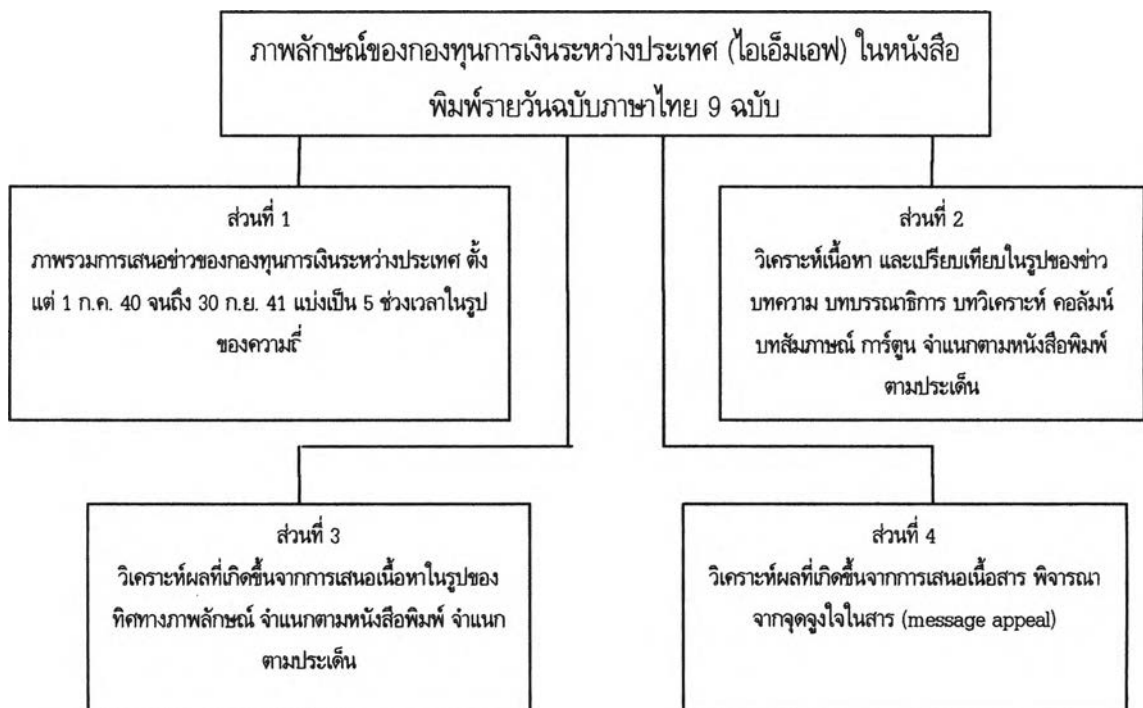 ภาพลักษณ์ของกองทุนการเงินระหว่างประเทศ (ไอเอ็มเอฟ) ในหนังสือ
พิมพ์รายวันฉบับภาษาไทย 9 ฉบับ
ส่วนที่ 1
ภาพรวมการเสนอข่าวของกองทุนการเงินระหว่างประเทศ ตั้ง
แต่ 1 ก.ค. 40 จนถึง 30 ก.ย. 41 แบ่งเป็น 5 ช่วงเวลาในรูป
ของความถี่
ส่วนที่ 2
วิเคราะห์เนื้อหา และเปรียบเทียบในรูปของข่าว
บทความ บทบรรณาธิการ บทวิเคราะห์ คอลัมน์
บทสัมภาษณ์ การ์ตูน จำแนกตามหนังสือพิมพ์
ตามประเด็น
ส่วนที่ 3
วิเคราะห์ผลที่เกิดขึ้นจากการเสนอเนื้อหาในรูปของ
ทิศทางภาพลักษณ์ จำแนกตามหนังสือพิมพ์ จำแนก
ตามประเด็น
ส่วนที่ 4
วิเคราะห์ผลที่เกิดขึ้นจากการเสนอเนื้อสาร พิจารณา
จากจุดจูงใจในสาร (message appeal)